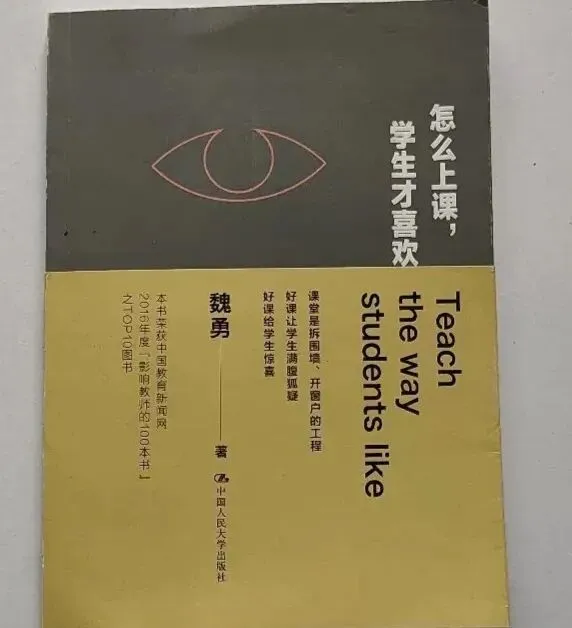 怎么上课，
学生才喜欢
Teach
the way
students like
课堂是拆围墙、开窗户的工程
好课让学生满腹狐疑
好课给学生惊喜
魏勇
著
中国人民大学出版社
本书荣获中国教育新闻网
2016年度「影响教师的100本书」
之TOP10图书